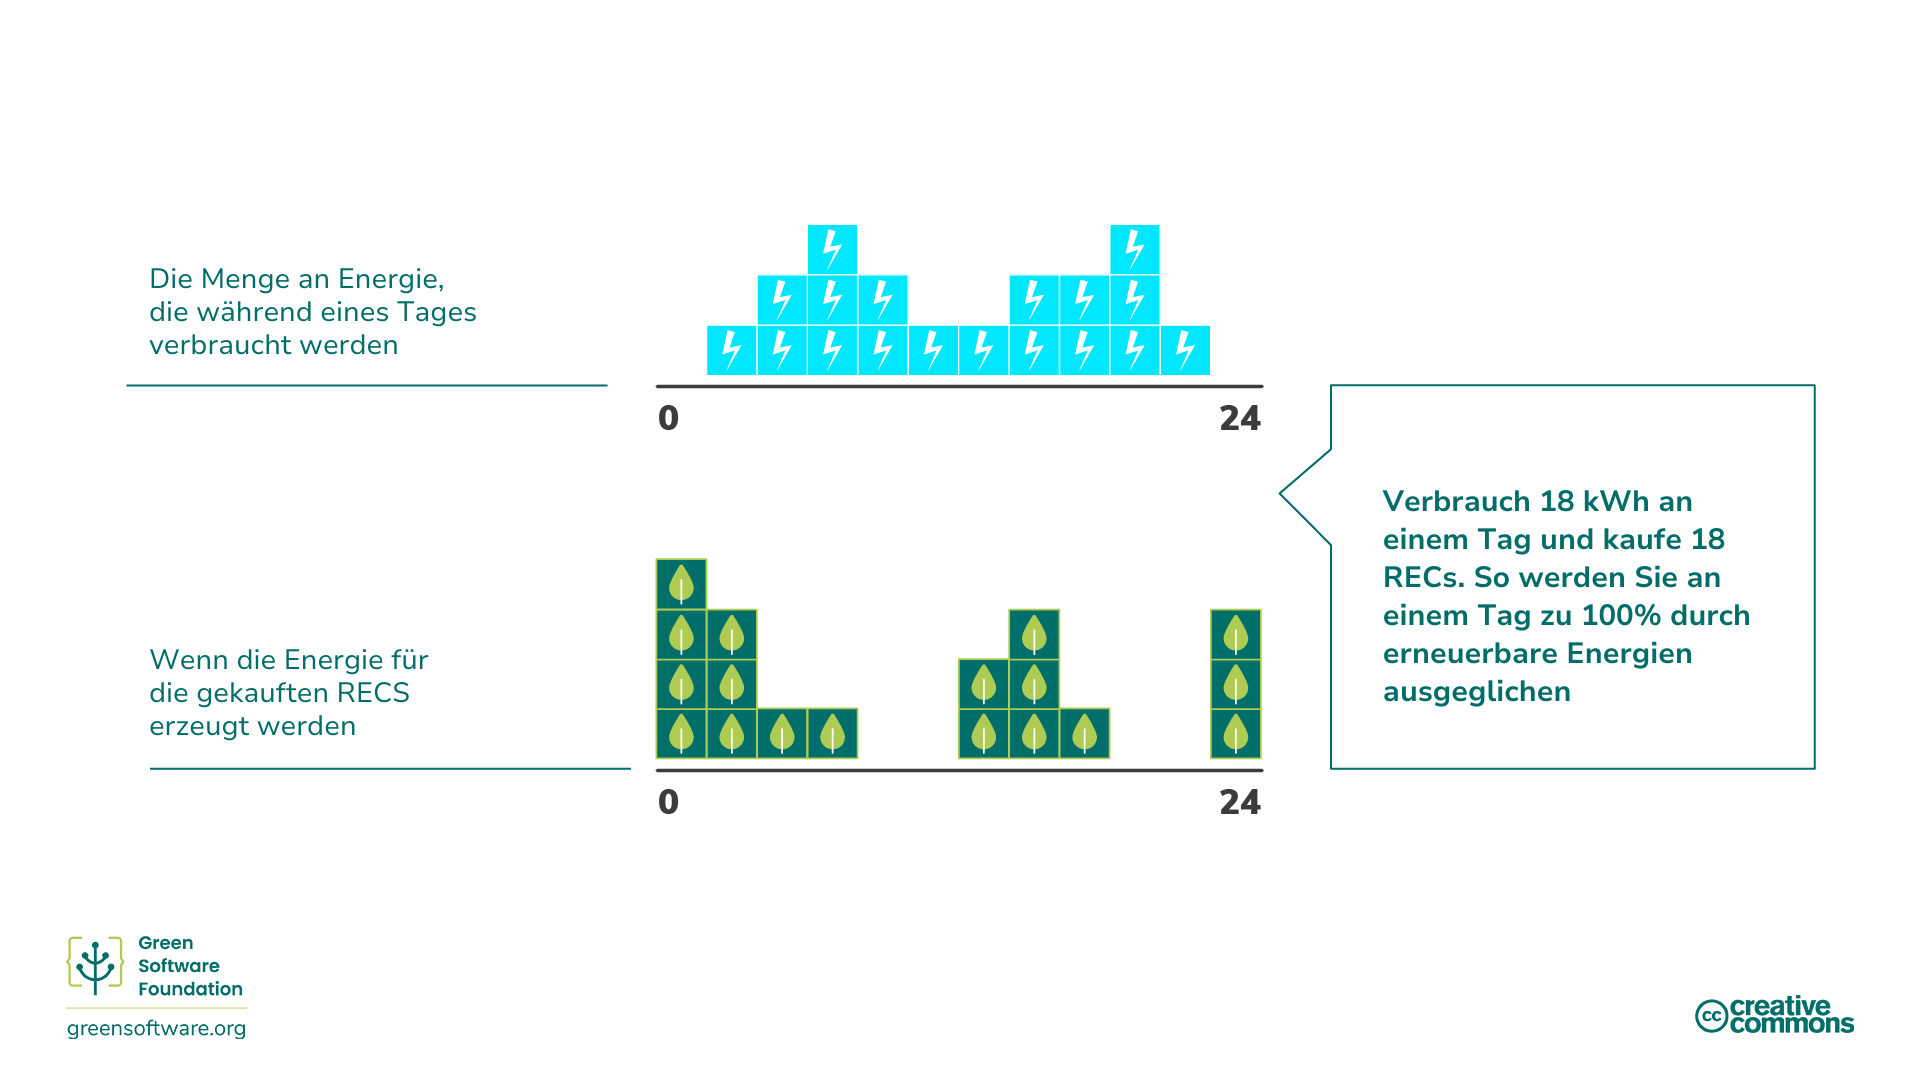 Die Menge an Energie,
die während eines Tages
verbraucht werden
0
24
Verbrauch 18 kWh an
einem Tag und kaufe 18
RECs. So werden Sie an
einem Tag zu 100% durch
erneuerbare Energien
ausgeglichen
Wenn die Energie für
die gekauften RECS
erzeugt werden
0
24
Green
Software
Foundation
greensoftware.org
cc creative
commons